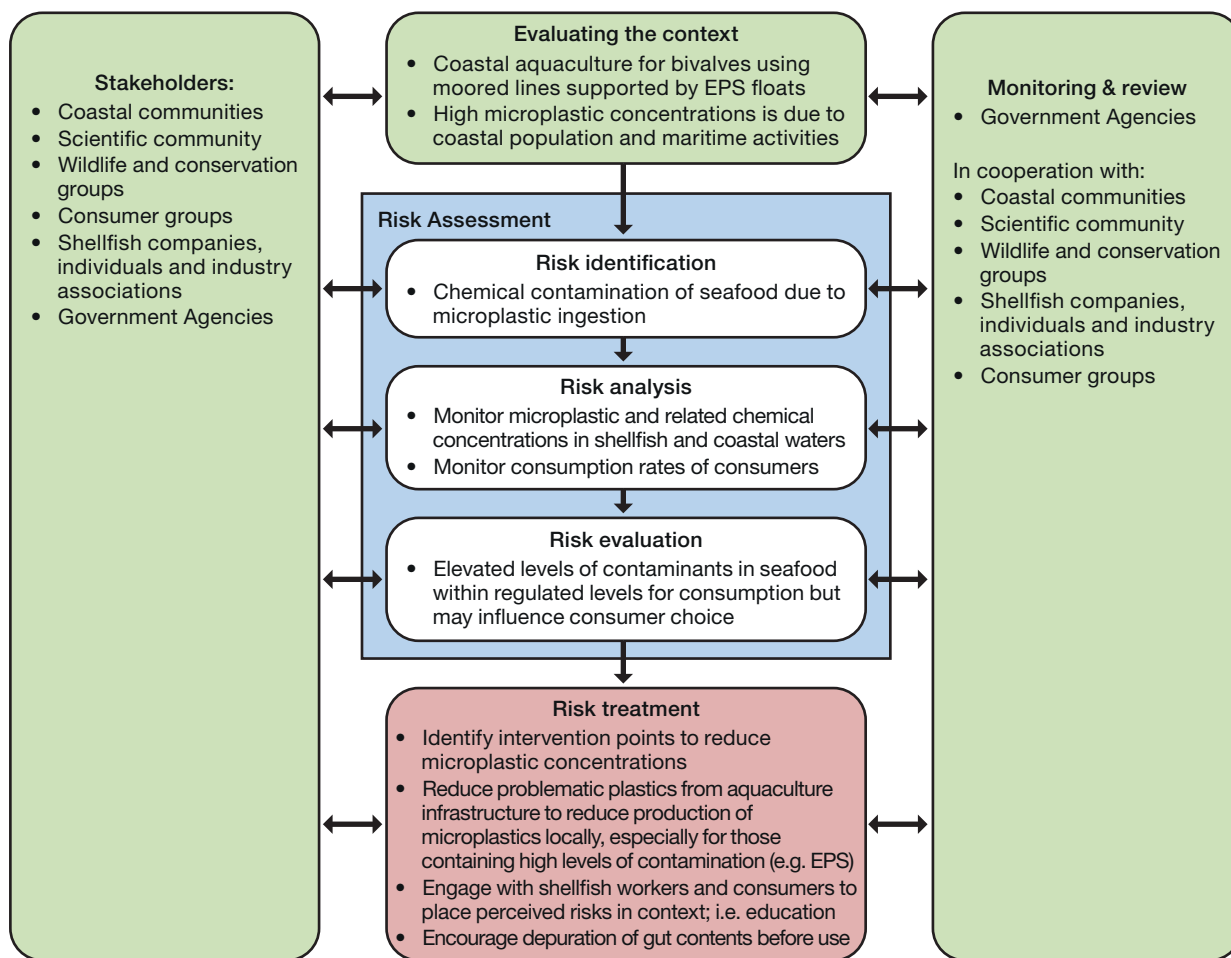 Stakeholders:
• Coastal communities
• Scientific community
• Wildlife and conservation
groups
• Consumer groups
• Shellfish companies,
individuals and industry
associations
• Government Agencies
Evaluating the context
• Coastal aquaculture for bivalves using
moored lines supported by EPS floats
• High microplastic concentrations is due to
coastal population and maritime activities
Risk Assessment
Risk identification
• Chemical contamination of seafood due to
microplastic ingestion
Risk analysis
• Monitor microplastic and related chemical
concentrations in shellfish and coastal waters
• Monitor consumption rates of consumers
Risk evaluation
• Elevated levels of contaminants in seafood
within regulated levels for consumption but
may influence consumer choice
Risk treatment
• Identify intervention points to reduce
microplastic concentrations
• Reduce problematic plastics from aquaculture
infrastructure to reduce production of
microplastics locally, especially for those
containing high levels of contamination (e.g. EPS)
• Engage with shellfish workers and consumers to
place perceived risks in context; i.e. education
• Encourage depuration of gut contents before use
Monitoring & review
• Government Agencies
In cooperation with:
• Coastal communities
• Scientific community
• Wildlife and conservation
groups
• Shellfish companies,
individuals and industry
associations
• Consumer groups